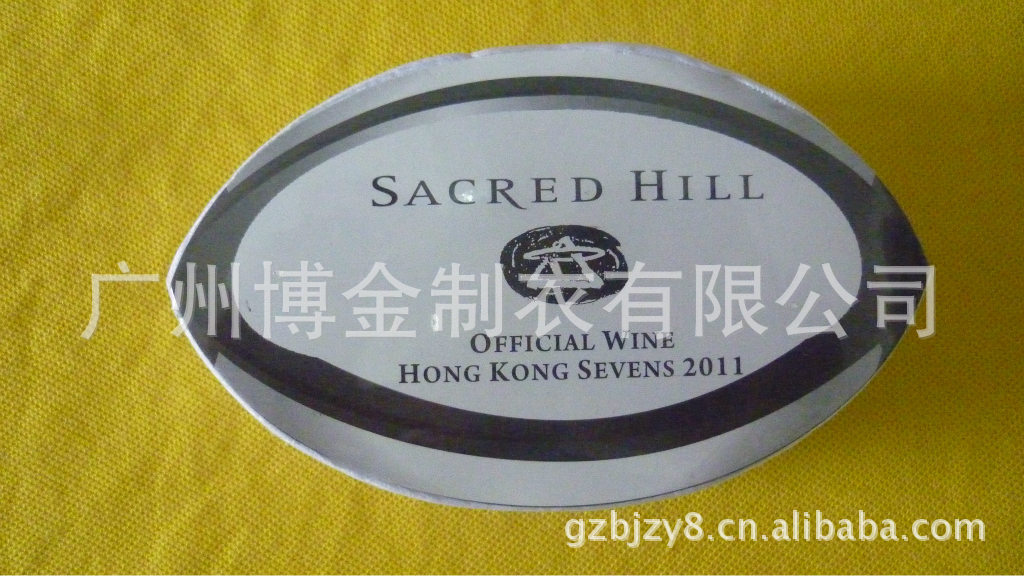 SACRED HILL
广州博金制衣有限公司
OFFICIAL WINE
HONG KONG SEVENS 2011
gzbjzy8.cn.alibaba.com